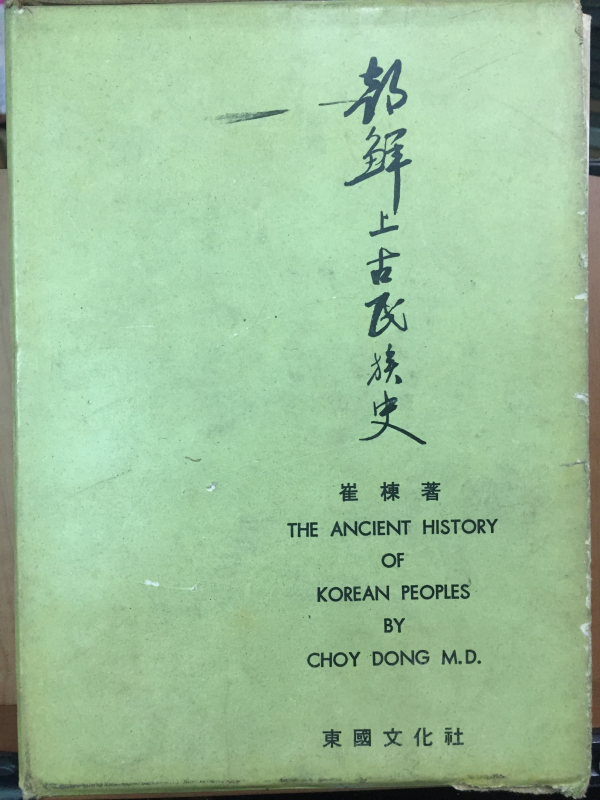 朝鮮上古民族史
崔棟著
THE ANCIENT HISTORY
OF
KOREAN PEOPLES
BY
CHOY DONG M.D.
東國文化社